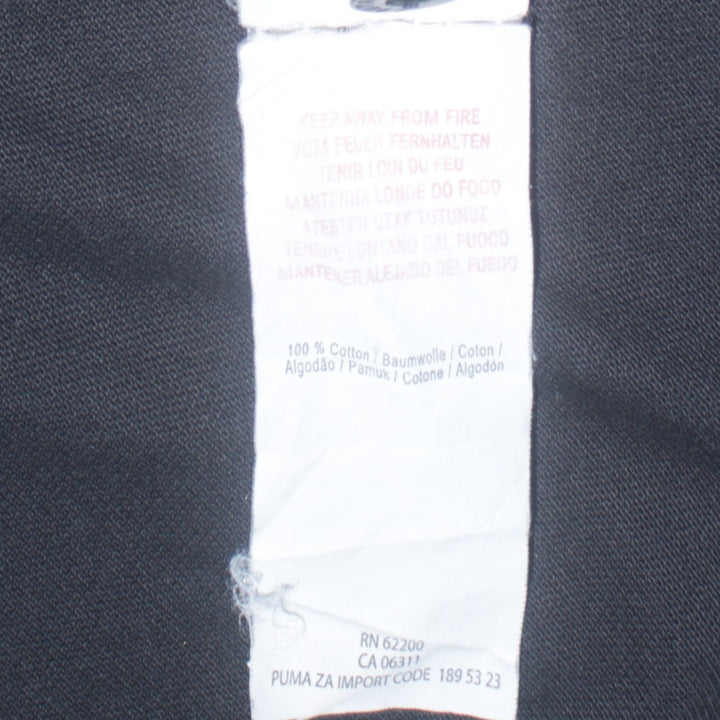 KEEP AWAY FROM FIRE
VOM FEUER FERNHALTEN
TENIR LOIN DU FEU
MANTENHA LONGE DO FOGO
ATESTEN UZAK TUTUNUZ
TENERE LONTANO DAL FUOCO
MANTENER ALEJADO DEL FUEGO
100 % Cotton / Baumwolle / Coton /
Algodão / Pamuk / Cotone / Algodón
RN 62200
CA 06311
PUMA ZA IMPORT CODE 189 53 23